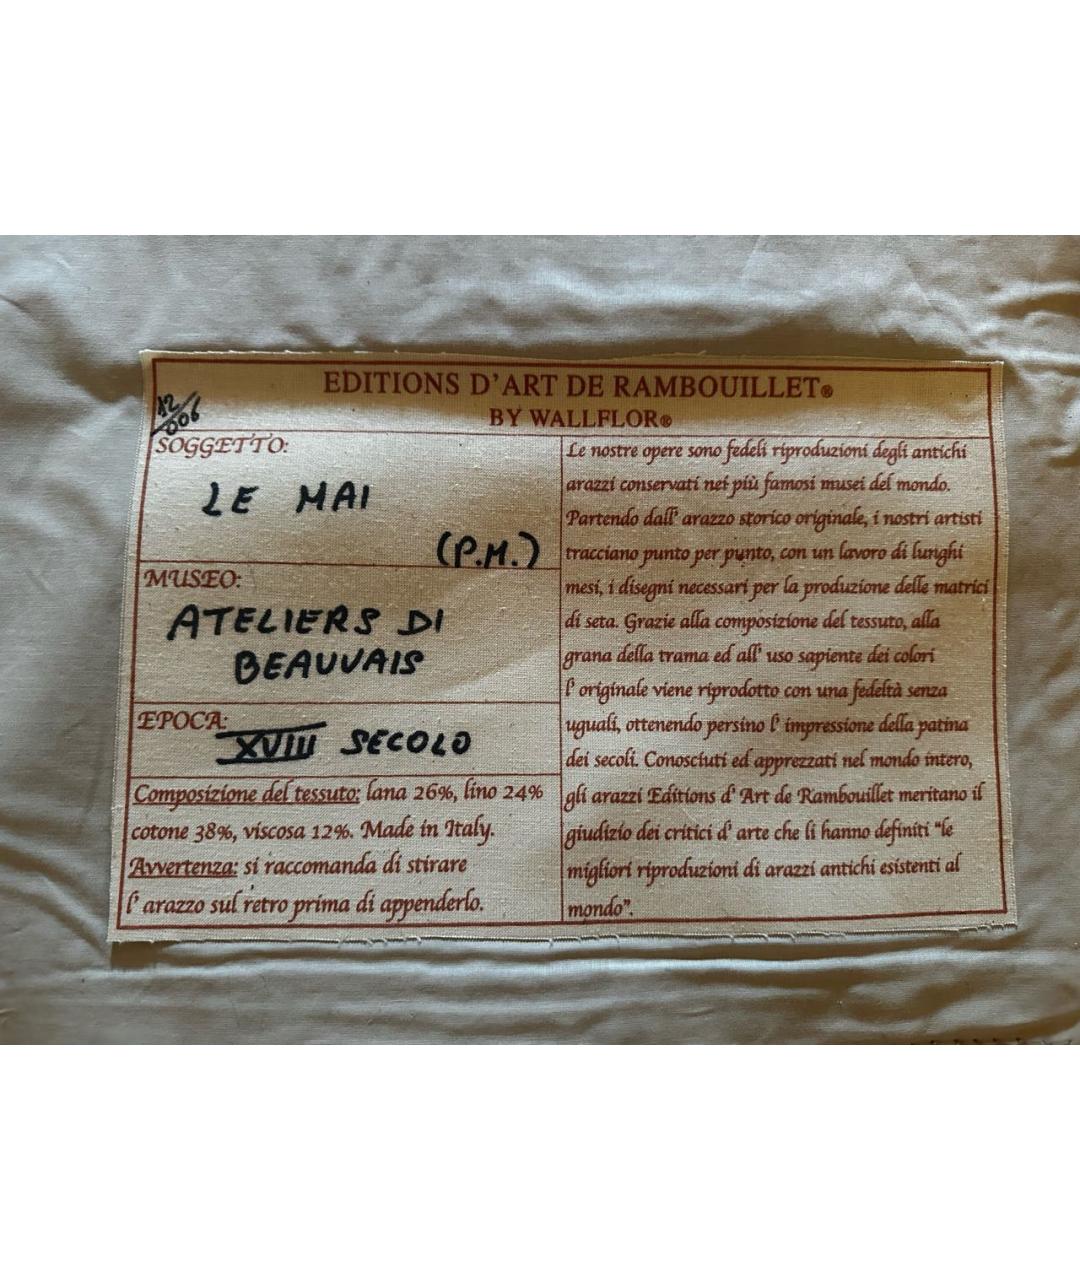 EDITIONS D'ART DE RAMBOUILLET®
BY WALLFLOR®
12/006
SOGGETTO:
LE MAI
(P.M.)
MUSEO:
ATELIERS DI
BEAUVAIS
EPOCA:
XVIII SECOLO
Composizione del tessuto: lana 26%, lino 24%
cotone 38%, viscosa 12%. Made in Italy.
Avvertenza: si raccomanda di stirare
l' arazzo sul retro prima di appenderlo.
Le nostre opere sono fedeli riproduzioni degli antichi
arazzi conservati nei più famosi musei del mondo.
Partendo dall' arazzo storico originale, i nostri artisti
tracciano punto per punto, con un lavoro di lunghi
mesi, i disegni necessari per la produzione delle matrici
di seta. Grazie alla composizione del tessuto, alla
grana della trama ed all' uso sapiente dei colori
l' originale viene riprodotto con una fedeltà senza
uguali, ottenendo persino l' impressione della patina
dei secoli. Conosciuti ed apprezzati nel mondo intero,
gli arazzi Editions d' Art de Rambouillet meritano il
giudizio dei critici d' arte che li hanno definiti "le
migliori riproduzioni di arazzi antichi esistenti al
mondo".